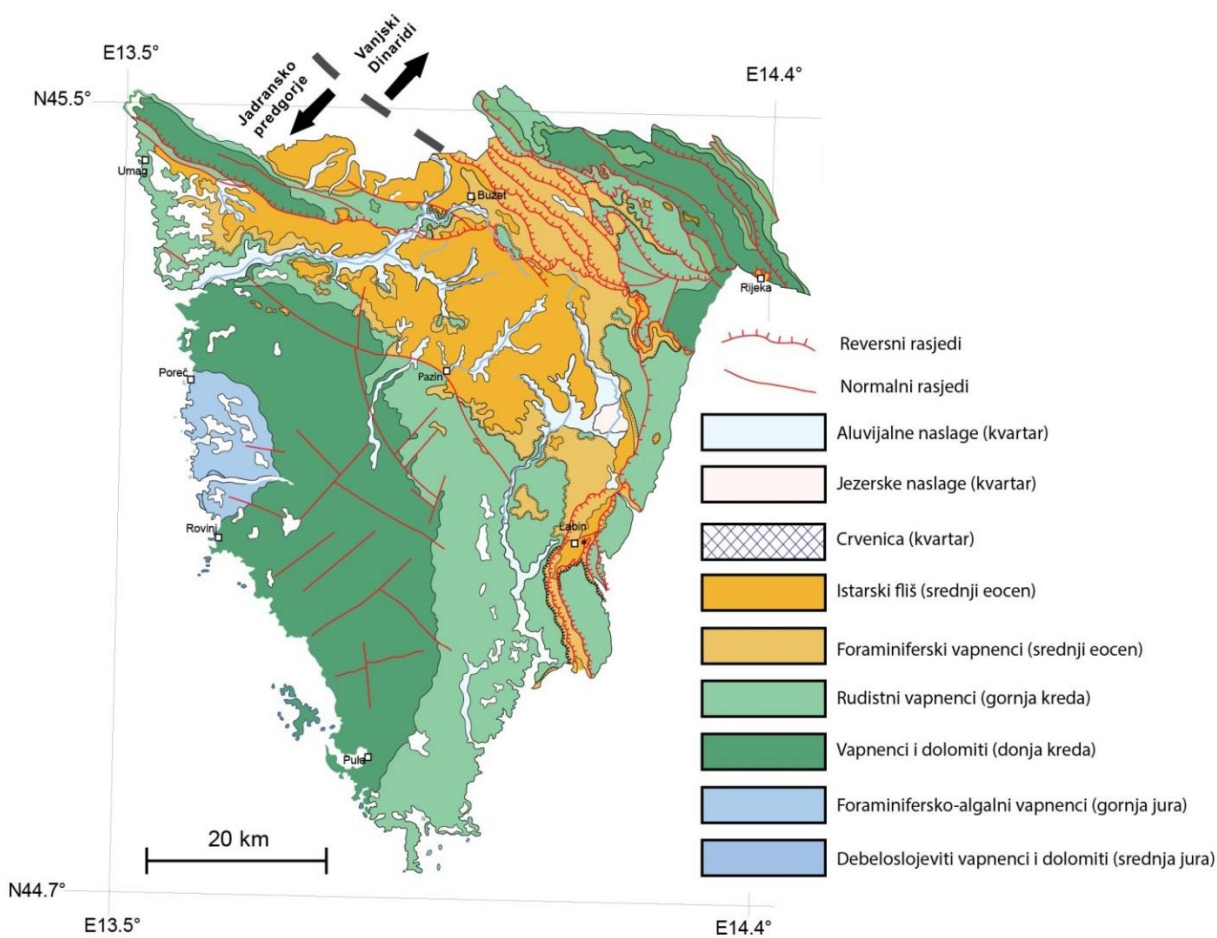 E13.5°
Vanjski
Dinaridi
E14.4°
N45.5°
Jadransko
predgorje
Umag
Buzet
Rijeka
Reversni rasjedi
Poreč
Pazin
Normalni rasjedi
Aluvijalne naslage (kvartar)
Jezerske naslage (kvartar)
Rovinj
Labin
Crvenica (kvartar)
Istarski fliš (srednji eocen)
Foraminiferski vapnenci (srednji eocen)
Rudistni vapnenci (gornja kreda)
Pula
Vapnenci i dolomiti (donja kreda)
Foraminifersko-algalni vapnenci (gornja jura)
20 km
Debeloslojeviti vapnenci i dolomiti (srednja jura)
N44.7°
E13.5°
E14.4°